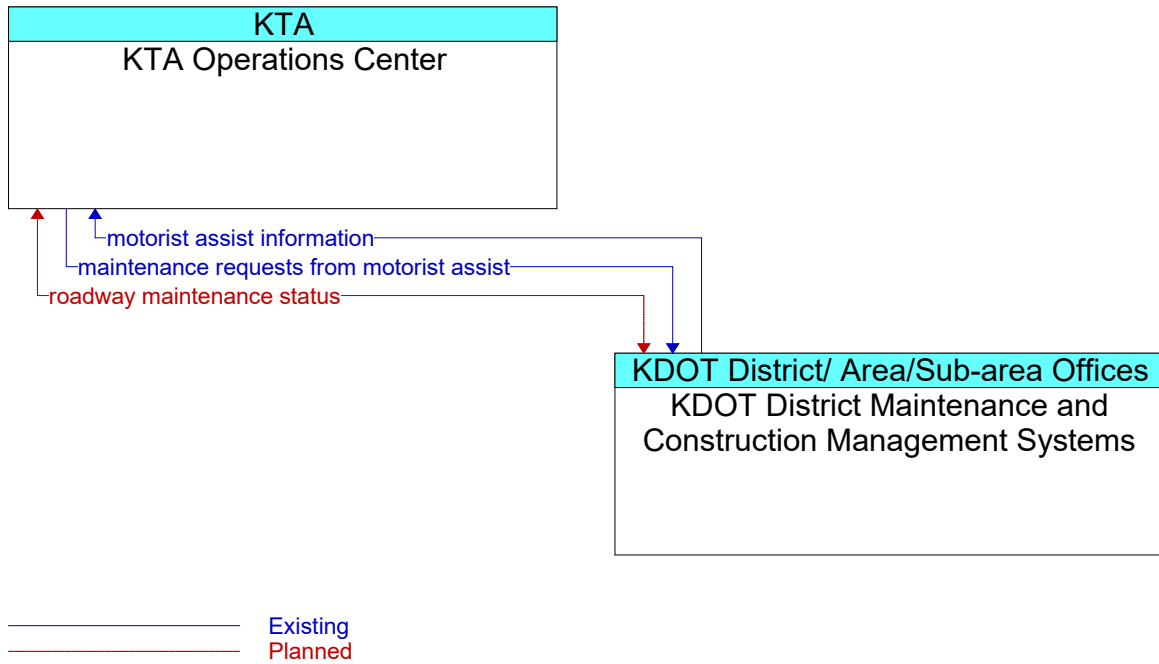 KTA
KTA Operations Center
motorist assist information
maintenance requests from motorist assist
roadway maintenance status
KDOT District/ Area/Sub-area Offices
KDOT District Maintenance and
Construction Management Systems
Existing
Planned